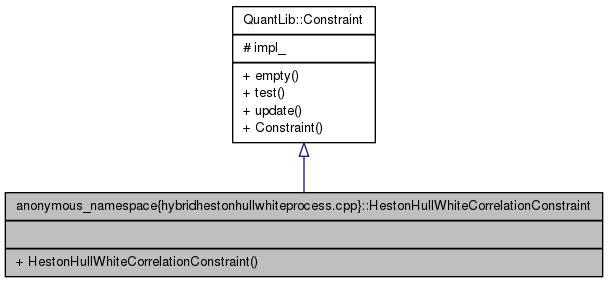 QuantLib::Constraint
# impl_
+ empty()
+ test()
+ update()
+ Constraint()
anonymous_namespace{hybridhestonhullwhiteprocess.cpp}::HestonHullWhiteCorrelationConstraint
+ HestonHullWhiteCorrelationConstraint()